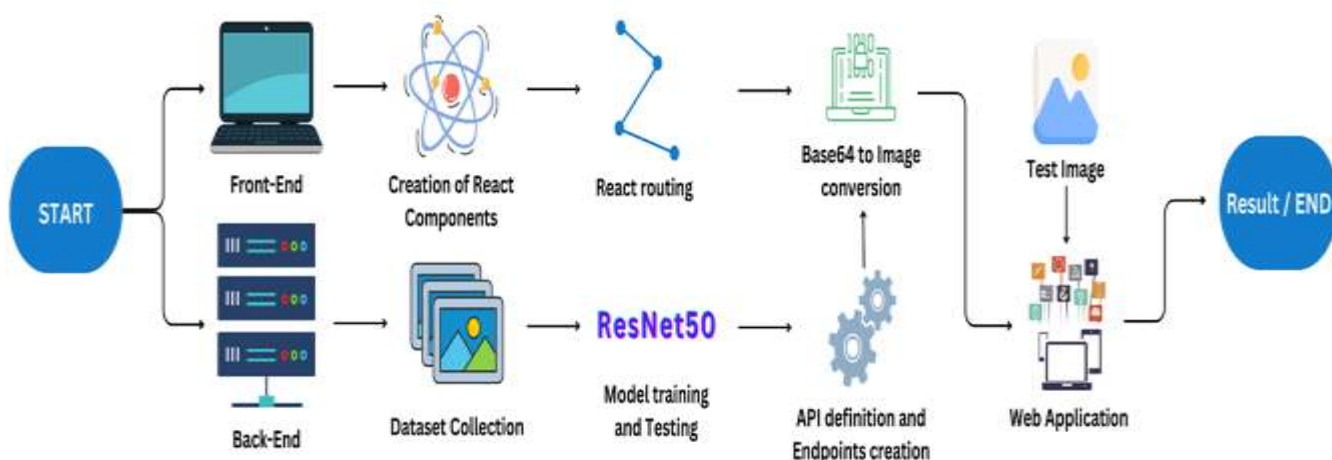 START
Front-End
Creation of React
Components
React routing
Base64 to Image
conversion
Test Image
Result / END
Back-End
Dataset Collection
ResNet50
Model training
and Testing
API definition and
Endpoints creation
Web Application